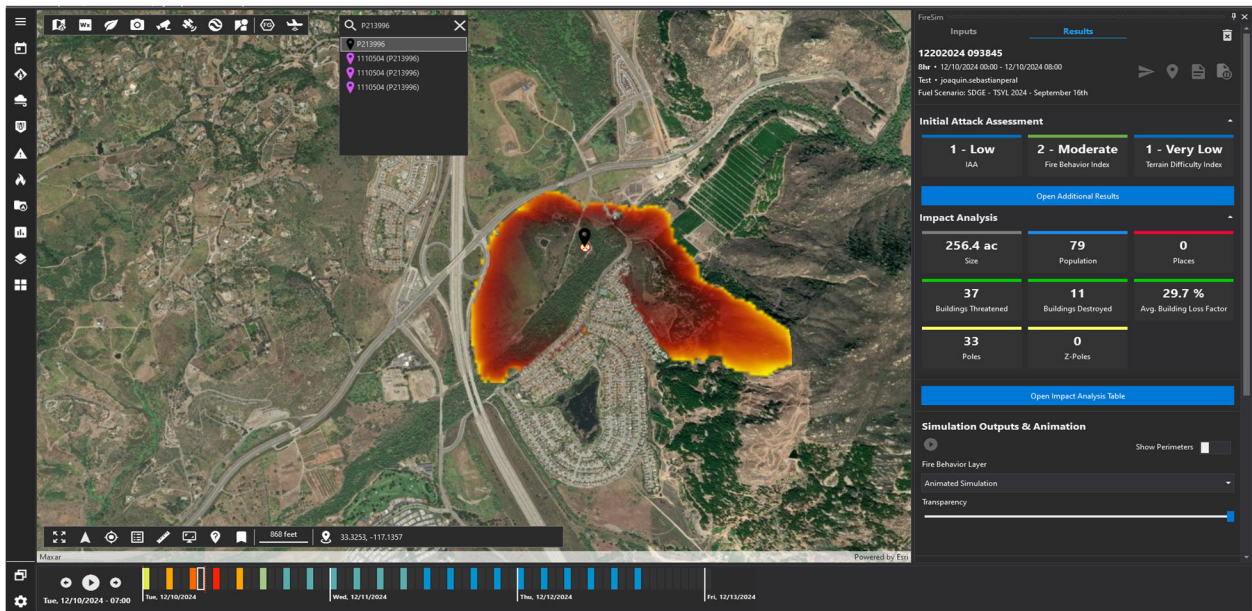 FireSim
Wx
FG
P213996
P213996
1110504 (P213996)
1110504 (P213996)
1110504 (P213996)
Inputs
Results
12202024 093845
8hr • 12/10/2024 00:00 - 12/10/2024 08:00
Test • joaquin.sebastianperal
Fuel Scenario: SDGE - TSYL 2024 - September 16th
Initial Attack Assessment
1 - Low
2 - Moderate
1 - Very Low
IAA
Fire Behavior Index
Terrain Difficulty Index
Open Additional Results
Impact Analysis
256.4 ac
79
0
Size
Population
Places
37
11
29.7 %
Buildings Threatened
Buildings Destroyed
Avg. Building Loss Factor
33
0
Poles
Z-Poles
Open Impact Analysis Table
Simulation Outputs & Animation
Show Perimeters
Fire Behavior Layer
Animated Simulation
Transparency
868 feet
33.3253, -117.1357
Maxar
Powered by Esri
Tue, 12/10/2024 - 07:00
Tue, 12/10/2024
Wed, 12/11/2024
Thu, 12/12/2024
Fri, 12/13/2024